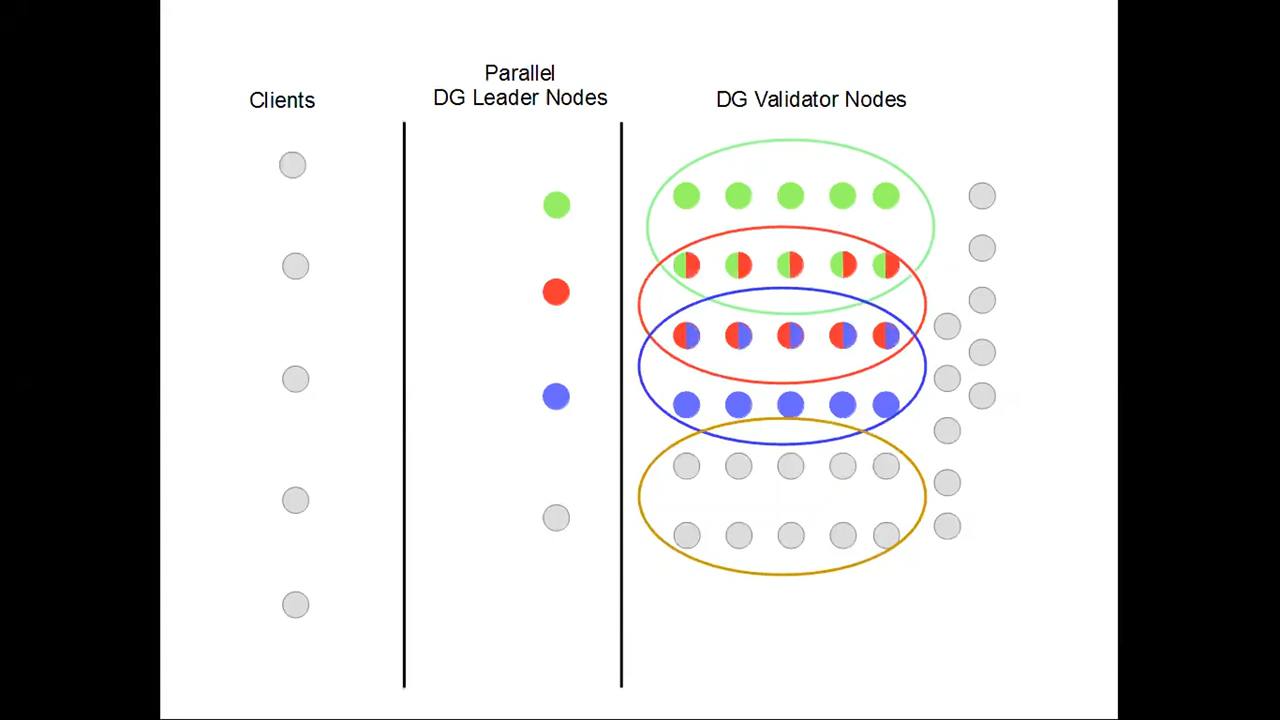 Clients
Parallel
DG Leader Nodes
DG Validator Nodes